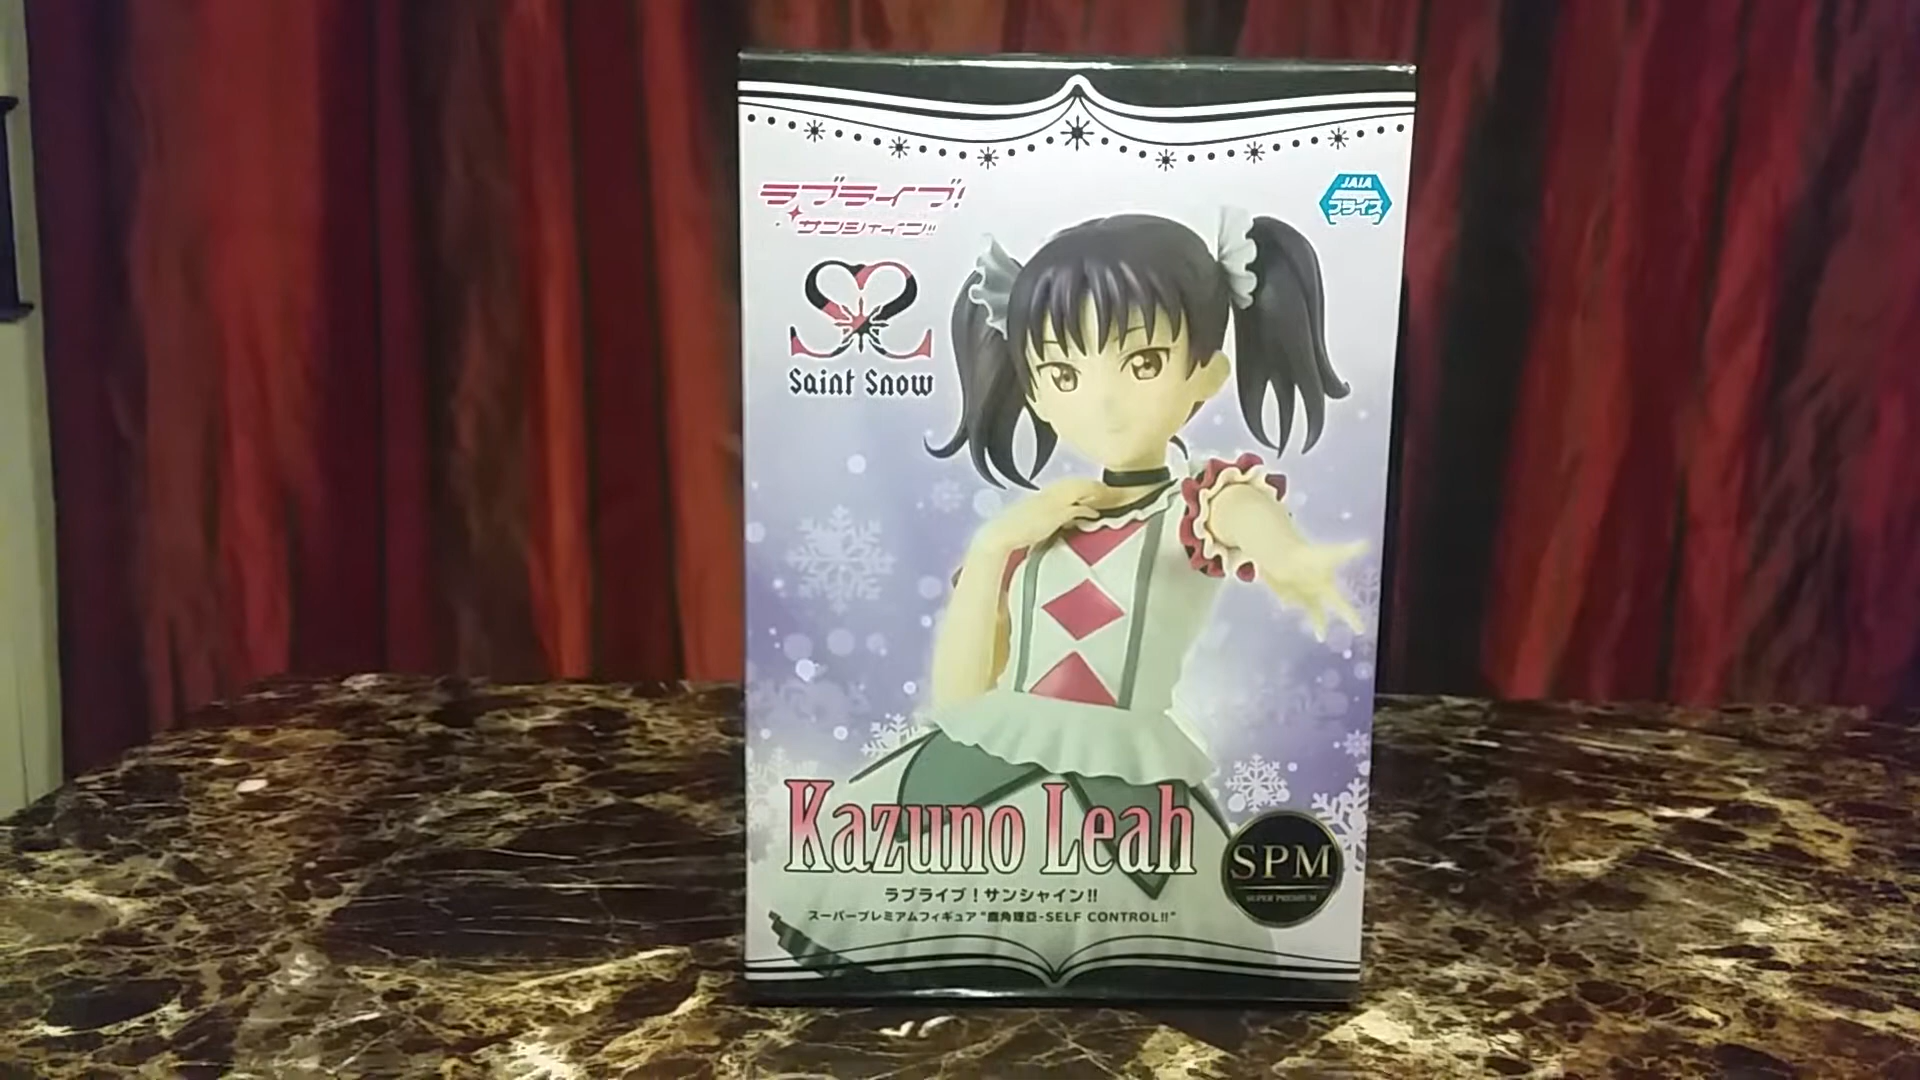 ラブライブ!
サンシャイン!!
JAIA
プライズ
Saint Snow
Kazuno Leah
SPM
SUPER PREMIUM
ラブライブ!サンシャイン!!
スーパープレミアムフィギュア "鹿角理亞-SELF CONTROL!!"